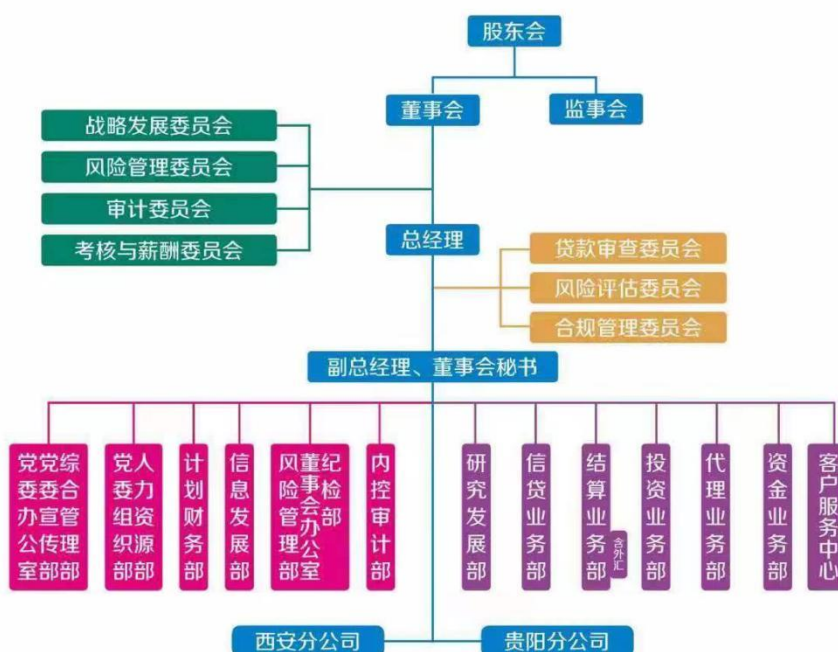 股东会
董事会
监事会
战略发展委员会
风险管理委员会
审计委员会
考核与薪酬委员会
总经理
贷款审查委员会
风险评估委员会
合规管理委员会
副总经理、董事会秘书
综合管理部
党委宣传部
党委办公室
人力资源部
党委组织部
计划财务部
信息发展部
纪检部
董事会办公室
风险管理部
内控审计部
研究发展部
信贷业务部
结算业务部
含外汇
投资业务部
代理业务部
资金业务部
客户服务中心
西安分公司
贵阳分公司